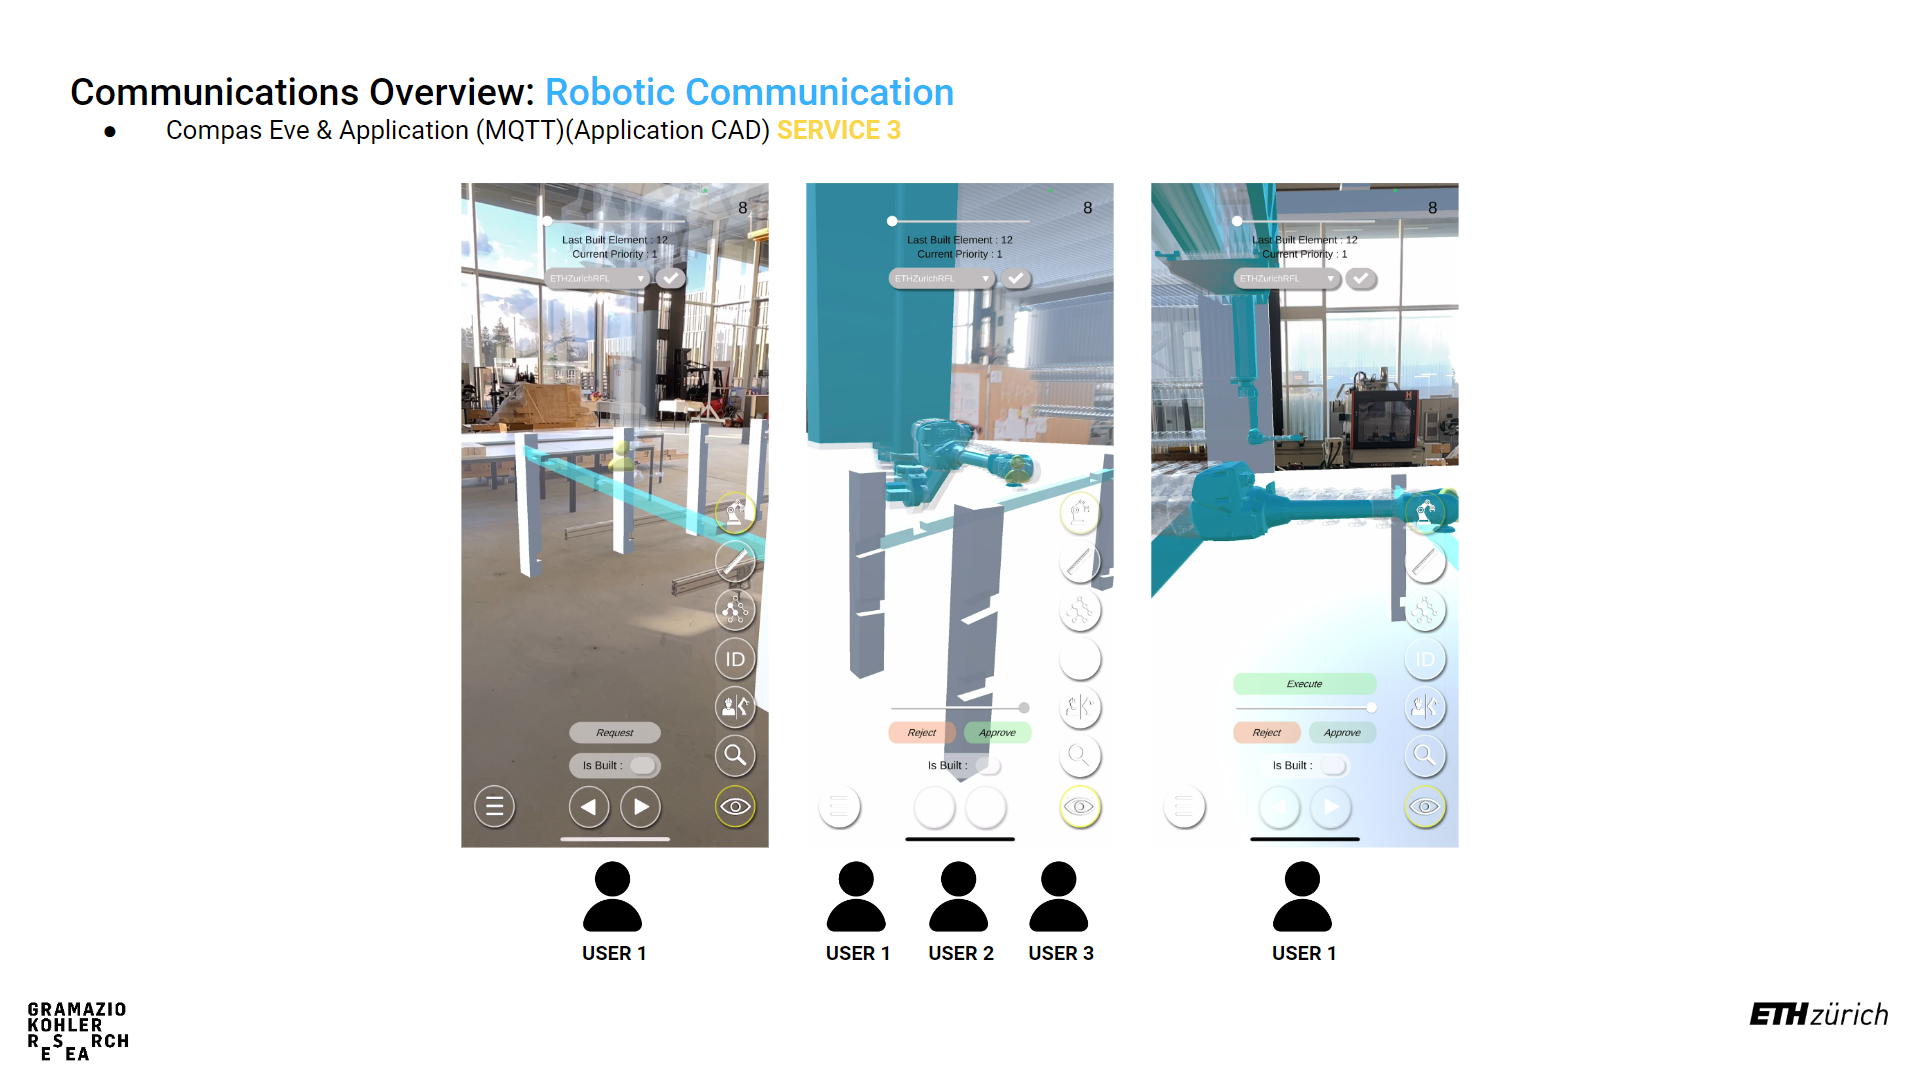 Communications Overview: Robotic Communication
● Compas Eve & Application (MQTT)(Application CAD) SERVICE 3
8
Last Built Element : 12
Current Priority : 1
ETHZurichRFL
ID
Request
Is Built :
USER 1
8
Last Built Element : 12
Current Priority : 1
ETHZurichRFL
Reject Approve
Is Built :
USER 1 USER 2 USER 3
8
Last Built Element : 12
Current Priority : 1
ETHZurichRFL
ID
Execute
Reject Approve
Is Built :
USER 1
GRAMAZIO
KOHLER
R S RCH
E EA
ETH zürich